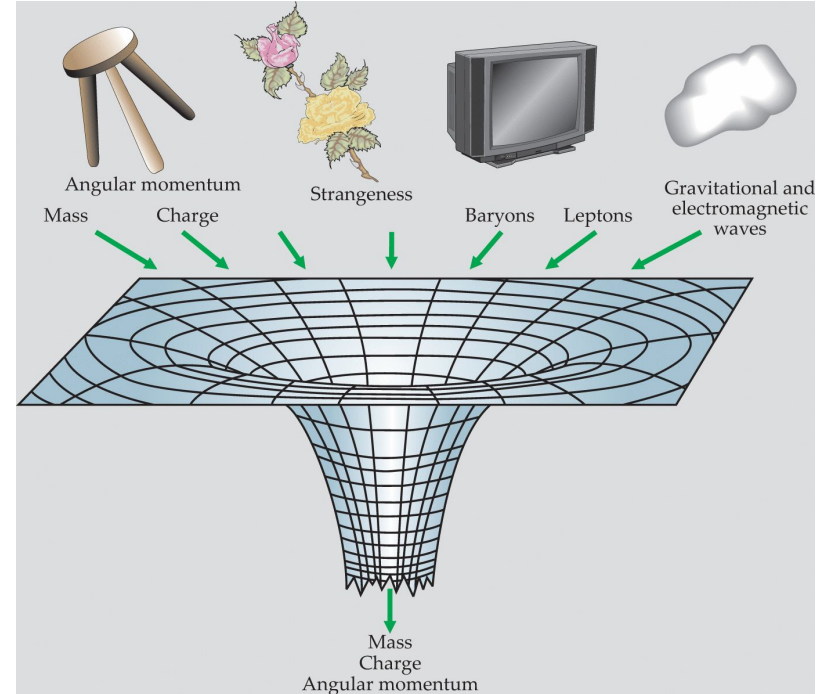 Angular momentum
Strangeness
Gravitational and
electromagnetic
waves
Mass
Charge
Baryons
Leptons
Mass
Charge
Angular momentum